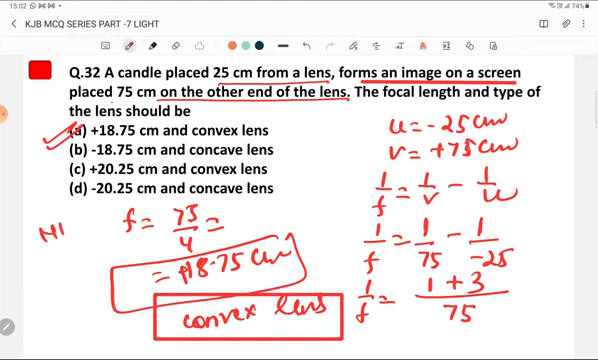 15:02
74%
KJB MCQ SERIES PART -7 LIGHT
Q.32 A candle placed 25 cm from a lens, forms an image on a screen
placed 75 cm on the other end of the lens. The focal length and type of
the lens should be
(a) +18.75 cm and convex lens
(b) -18.75 cm and concave lens
(c) +20.25 cm and convex lens
(d) -20.25 cm and concave lens
u = -25 cm
v = +75 cm
1/f = 1/v - 1/u
1/f = 1/75 - 1/-25
1/f = 1+3/75
f = 75/4 =
= +18.75 cm
convex lens